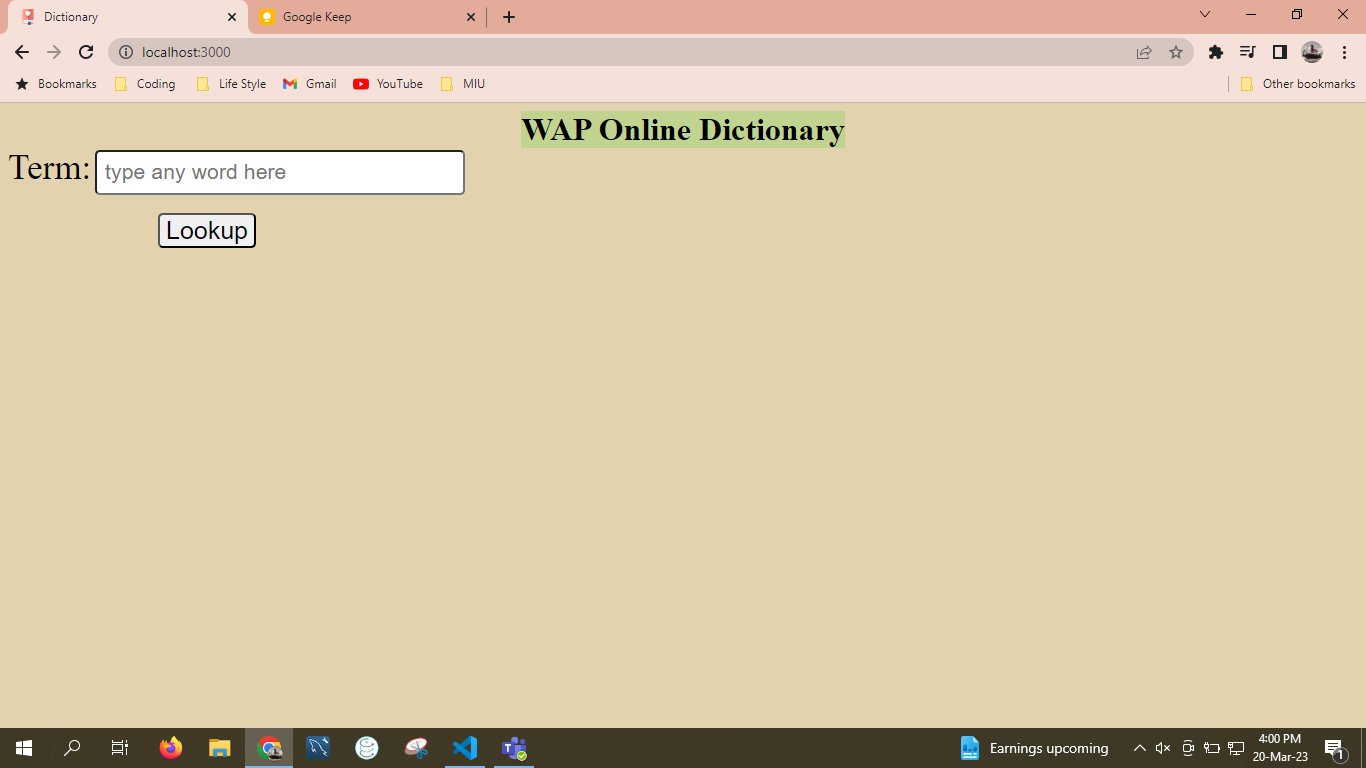 Dictionary
Google Keep
localhost:3000
Bookmarks
Coding
Life Style
Gmail
YouTube
MIU
Other bookmarks
WAP Online Dictionary
Term: type any word here
Lookup
Earnings upcoming
4:00 PM
20-Mar-23
1